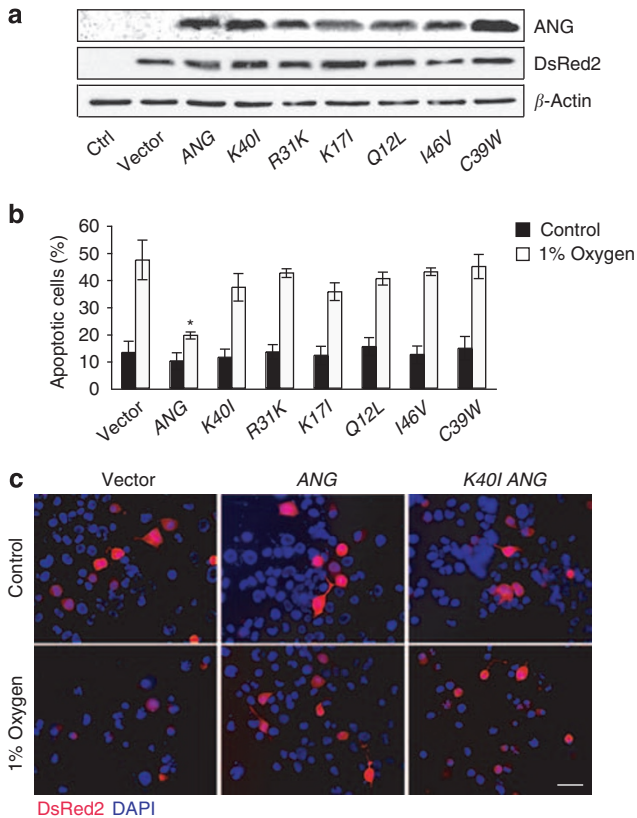 a
ANG
DsRed2
β-Actin
Ctrl Vector ANG K40I R31K K17I Q12L I46V C39W
b
Apoptotic cells (%)
60
50
40
30
20
10
0
Control
1% Oxygen
*
Vector ANG K40I R31K K17I Q12L I46V C39W
c
Vector ANG K40I ANG
Control
1% Oxygen
DsRed2 DAPI